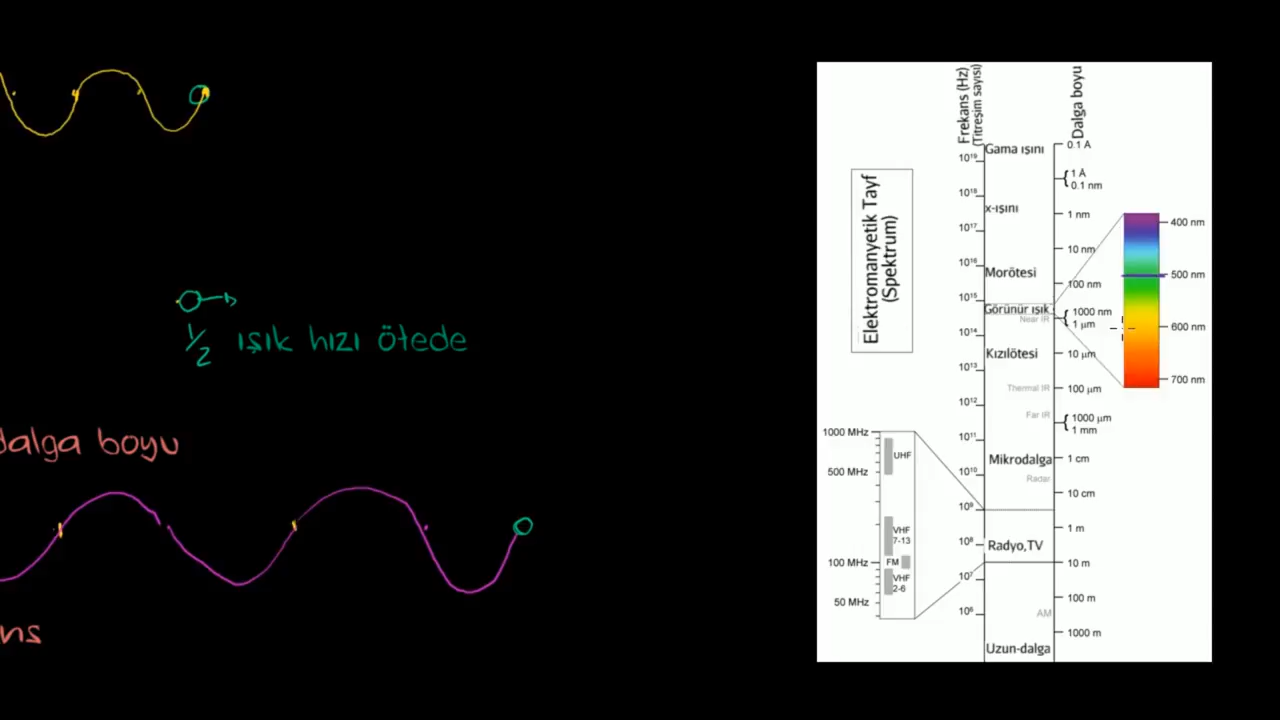 ½ ışık hızı ötede
dalga boyu
ns
Elektromanyetik Tayf
(Spektrum)
Frekans (Hz)
(Titreşim sayısı)
Dalga boyu
10¹⁹
10¹⁸
10¹⁷
10¹⁶
10¹⁵
10¹⁴
10¹³
10¹²
10¹¹
10¹⁰
10⁹
10⁸
10⁷
10⁶
Gama ışını
x-ışını
Morötesi
Görünür ışık
Near IR
Kızılötesi
Thermal IR
Far IR
Mikrodalga
Radar
Radyo,TV
AM
Uzun-dalga
0.1 Å
1 Å
0.1 nm
1 nm
10 nm
100 nm
1000 nm
1 µm
10 µm
100 µm
1000 µm
1 mm
1 cm
10 cm
1 m
10 m
100 m
1000 m
400 nm
500 nm
600 nm
700 nm
1000 MHz
500 MHz
100 MHz
50 MHz
UHF
VHF
7-13
FM
VHF
2-6